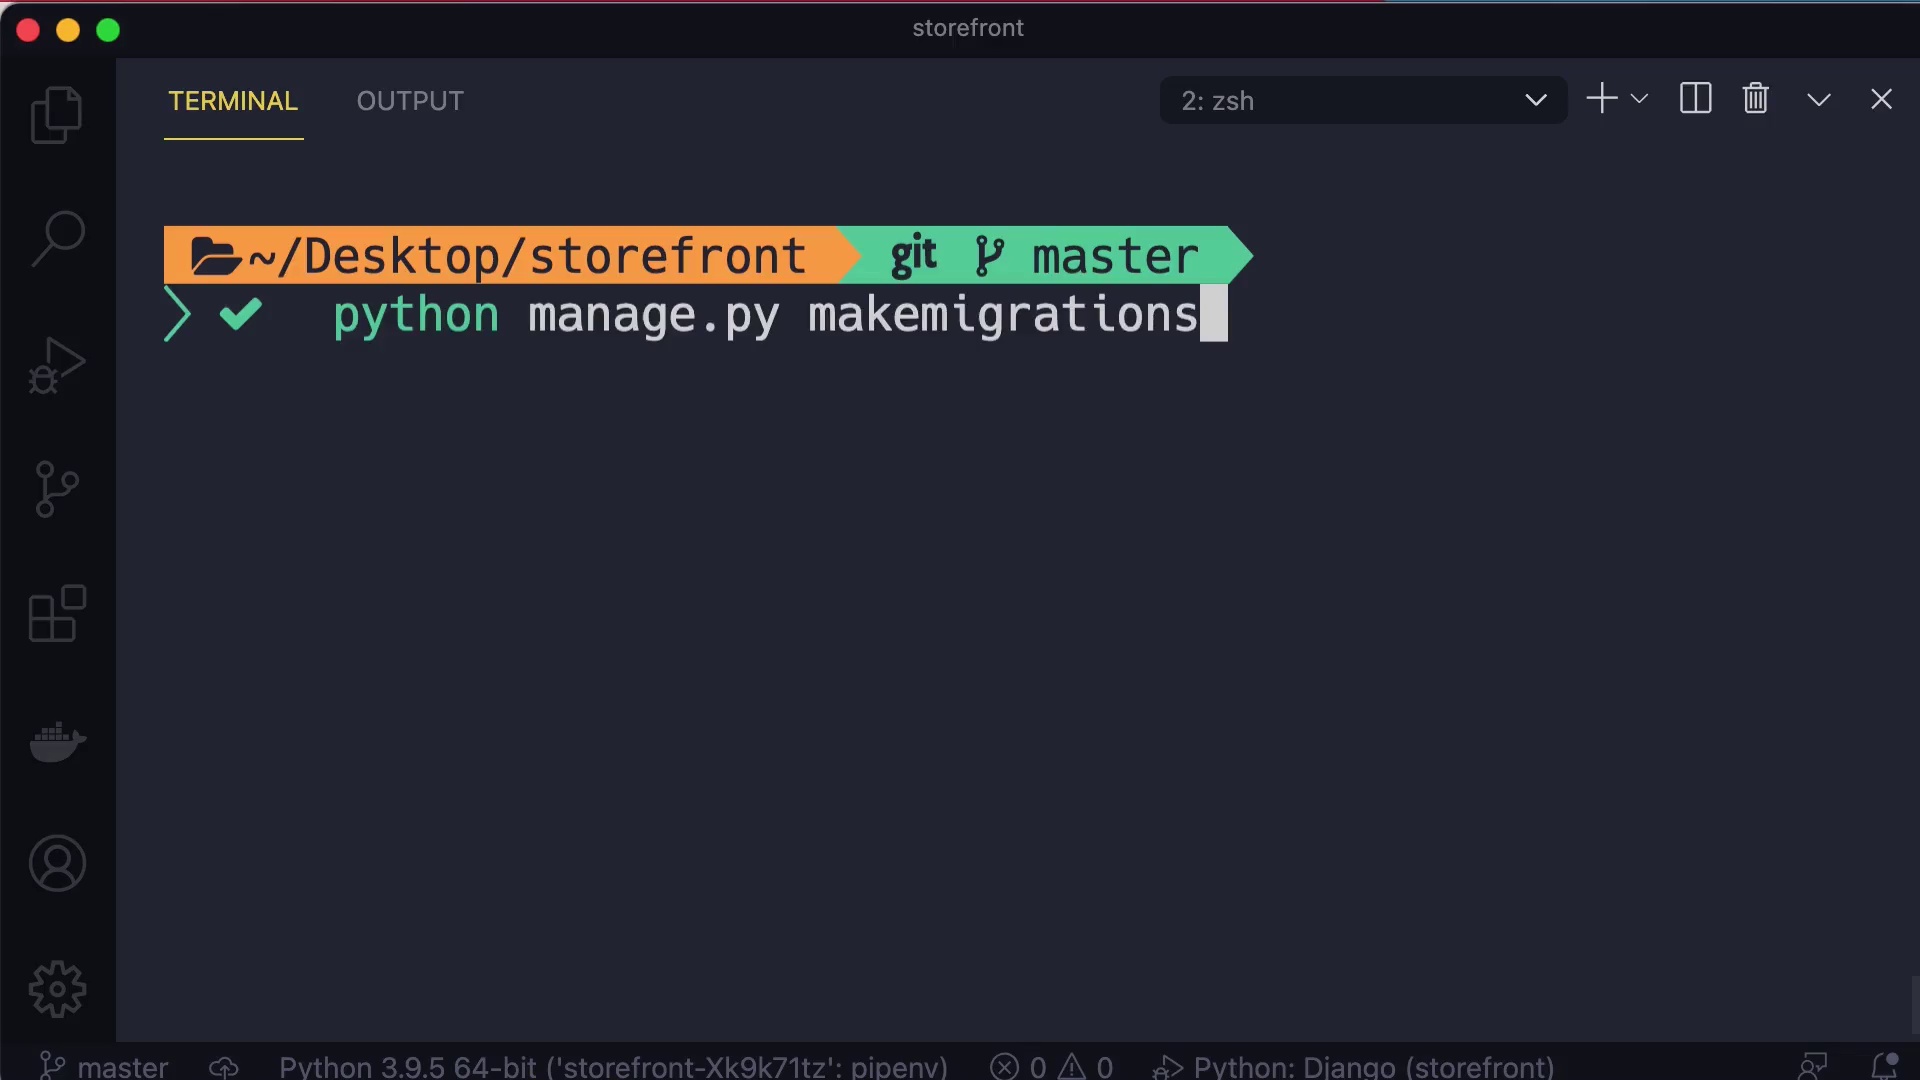 storefront
TERMINAL OUTPUT 2: zsh
~/Desktop/storefront git master
python manage.py makemigrations
master Python 3.9.5 64-bit ('storefront-Xk9k71tz': pipenv) 0 0 Python: Django (storefront)